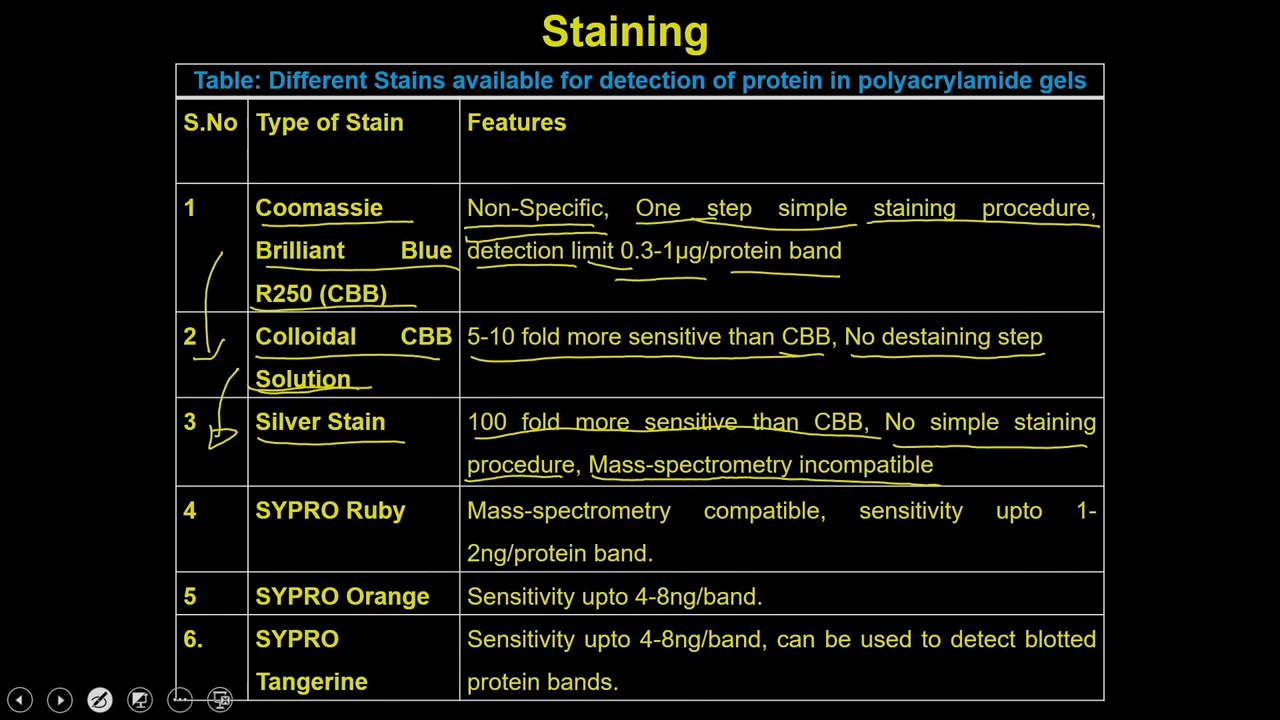 Staining
Table: Different Stains available for detection of protein in polyacrylamide gels
S.No Type of Stain Features
1 Coomassie Non-Specific, One step simple staining procedure,
Brilliant Blue detection limit 0.3-1µg/protein band
R250 (CBB)
2 Colloidal CBB 5-10 fold more sensitive than CBB, No destaining step
Solution
3 Silver Stain 100 fold more sensitive than CBB, No simple staining
procedure, Mass-spectrometry incompatible
4 SYPRO Ruby Mass-spectrometry compatible, sensitivity upto 1-
2ng/protein band.
5 SYPRO Orange Sensitivity upto 4-8ng/band.
6. SYPRO Sensitivity upto 4-8ng/band, can be used to detect blotted
Tangerine protein bands.